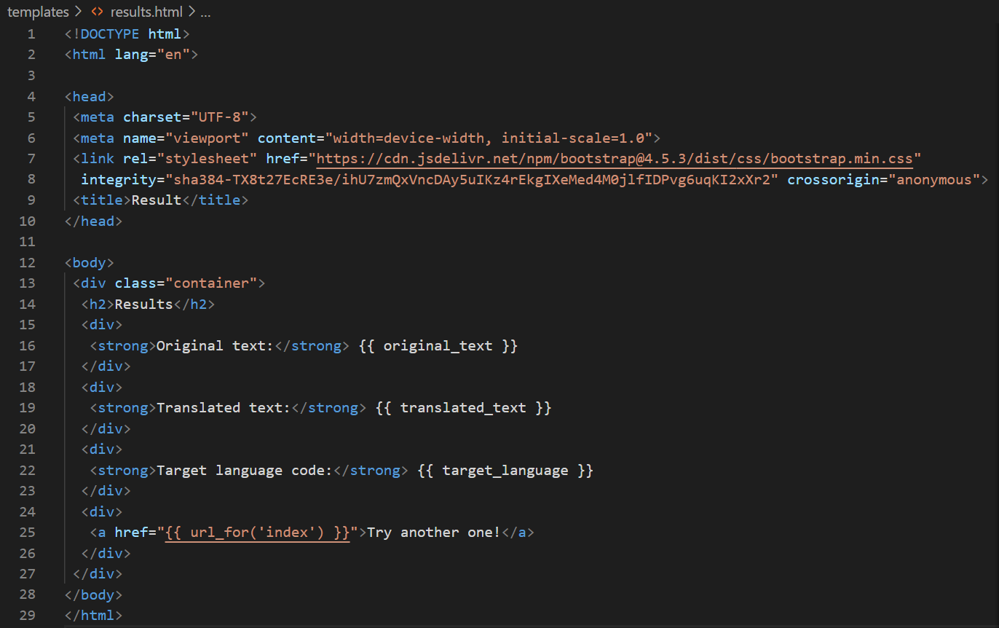 templates > <> results.html > ...
1 <!DOCTYPE html>
2 <html lang="en">
3
4 <head>
5 <meta charset="UTF-8">
6 <meta name="viewport" content="width=device-width, initial-scale=1.0">
7 <link rel="stylesheet" href="https://cdn.jsdelivr.net/npm/bootstrap@4.5.3/dist/css/bootstrap.min.css"
8 integrity="sha384-TX8t27EcRE3e/ihU7zmQxVncDAy5uIKz4rEkgIXeMed4M0jlfIDPvg6uqKI2xXr2" crossorigin="anonymous">
9 <title>Result</title>
10 </head>
11
12 <body>
13 <div class="container">
14 <h2>Results</h2>
15 <div>
16 <strong>Original text:</strong> {{ original_text }}
17 </div>
18 <div>
19 <strong>Translated text:</strong> {{ translated_text }}
20 </div>
21 <div>
22 <strong>Target language code:</strong> {{ target_language }}
23 </div>
24 <div>
25 <a href="{{ url_for('index') }}">Try another one!</a>
26 </div>
27 </div>
28 </body>
29 </html>